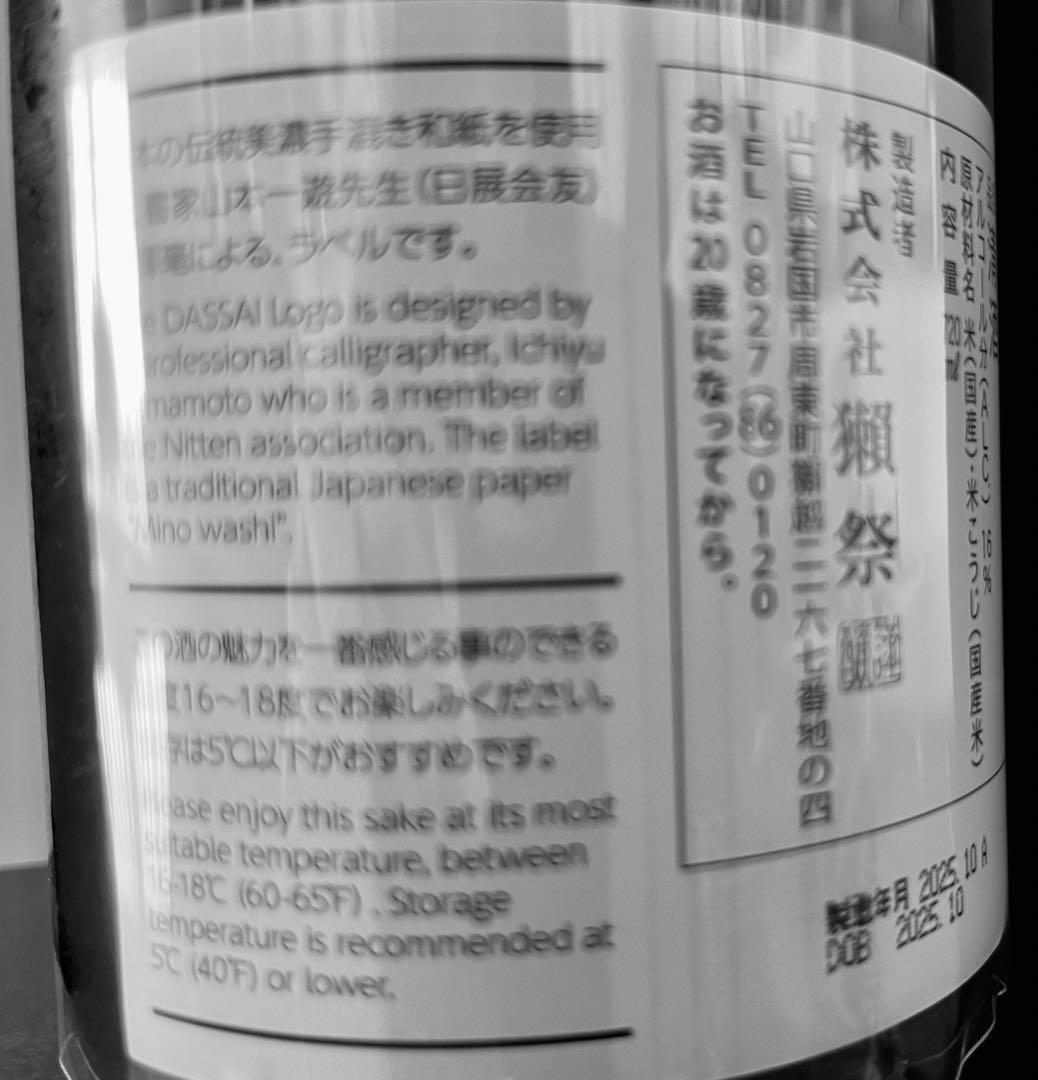 の伝統美濃手漉き和紙を使用
書家山本一遊先生（日展会友）
による、ラベルです。
DASSAI Logo is designed by
professional calligrapher, Ichiyu
Yamamoto who is a member of
the Nitten association. The label
a traditional Japanese paper
"Mino washi".
の酒の魅力を一番感じる事のできる
16〜18度でお楽しみください。
は5℃以下がおすすめです。
Please enjoy this sake at its most
suitable temperature, between
16-18℃ (60-65℉) . Storage
temperature is recommended at
5℃ (40℉) or lower.
アルコール分(ALC.) 16%
原材料名 米(国産)・米こうじ(国産米)
内容量 720ml
製造者
株式会社 獺祭
山口県岩国市周東町獺越二一六七番地の四
TEL 0827(86)0120
お酒は20歳になってから。
製造年月 2025.10 A
DOB 2025.10